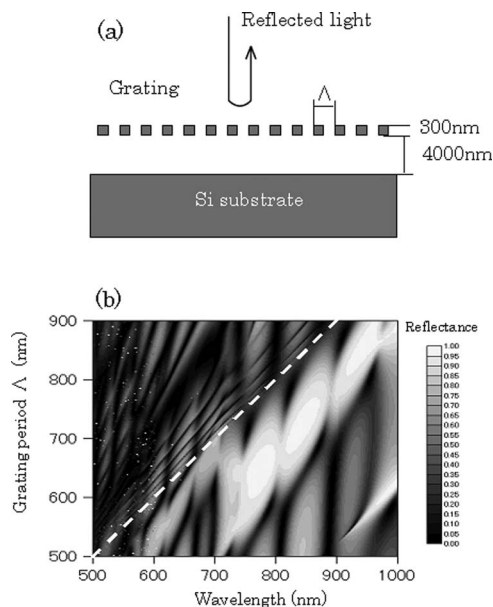 (a)
Reflected light
Grating
Λ
300nm
4000nm
Si substrate
(b)
Reflectance
1.00
0.95
0.90
0.85
0.80
0.75
0.70
0.65
0.60
0.55
0.50
0.45
0.40
0.35
0.30
0.25
0.20
0.15
0.10
0.05
0.00
Grating period Λ (nm)
900
800
700
600
500
500 600 700 800 900 1000
Wavelength (nm)